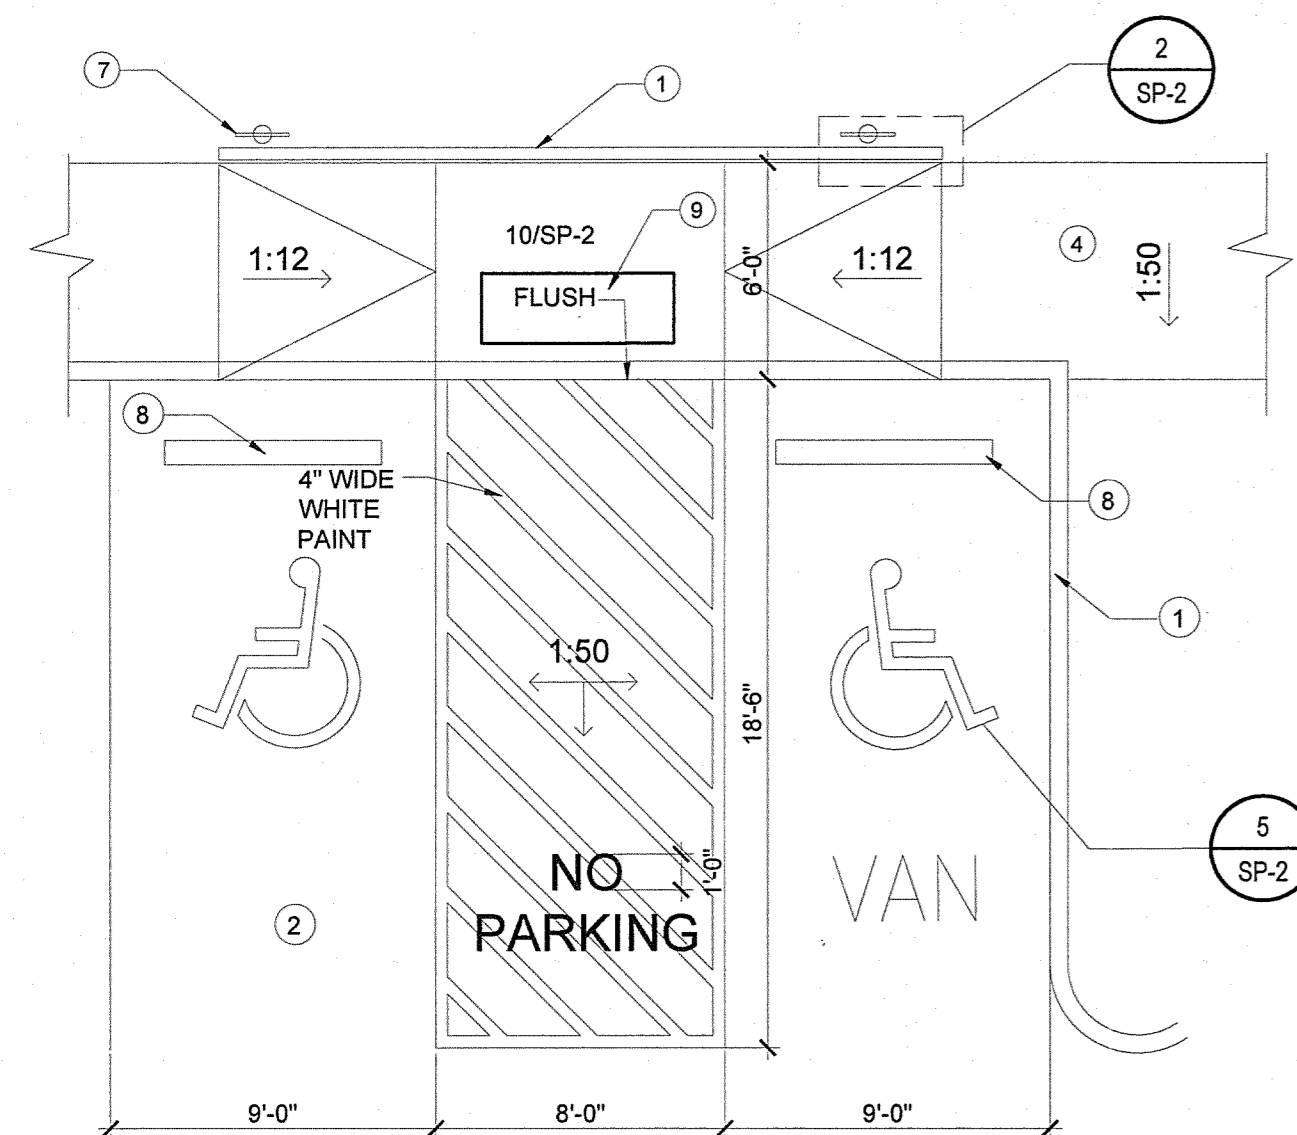 2
SP-2
7
1
9
10/SP-2
4
1:12
FLUSH
6'-0"
1:12
1:50
8
4" WIDE
WHITE
PAINT
8
1
1:50
18'-6"
5
SP-2
NO
PARKING
1'-0"
VAN
2
9'-0"
8'-0"
9'-0"